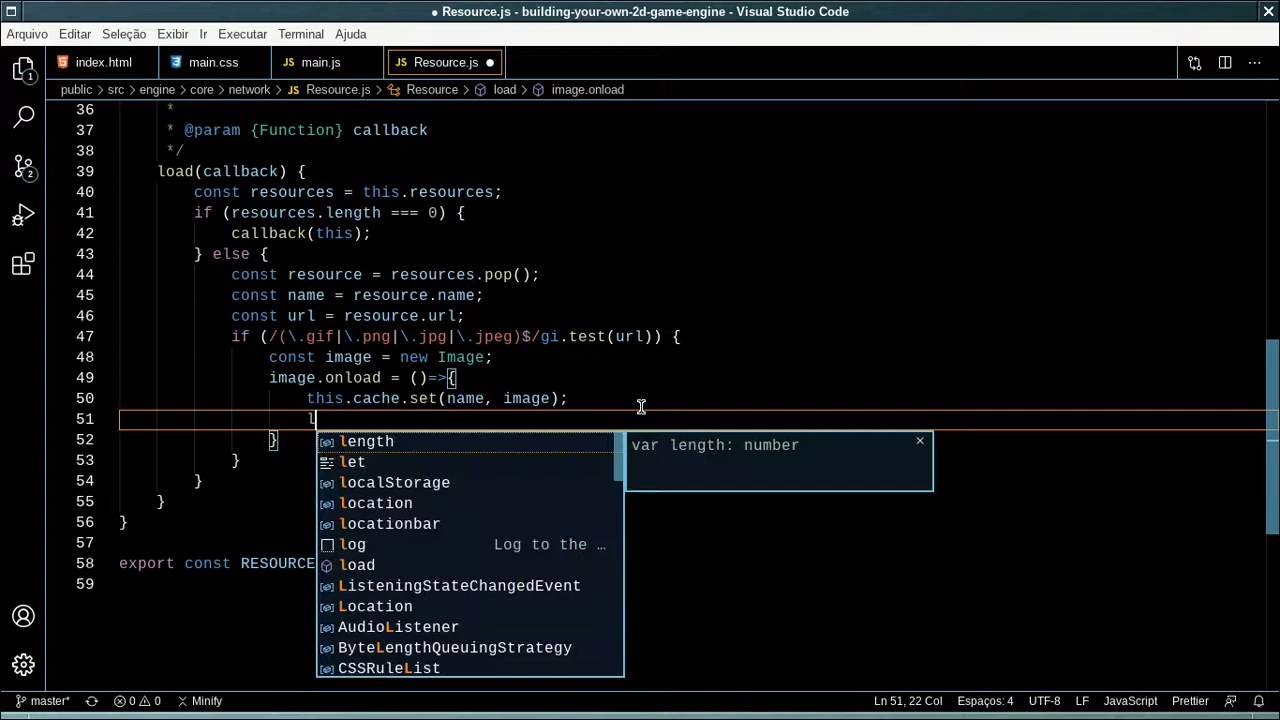 Resource.js - building-your-own-2d-game-engine - Visual Studio Code
Arquivo Editar Seleção Exibir Ir Executar Terminal Ajuda
index.html main.css JS main.js JS Resource.js
public > src > engine > core > network > JS Resource.js > Resource > load > image.onload
36 *
37 * @param {Function} callback
38 */
39 load(callback) {
40 const resources = this.resources;
41 if (resources.length === 0) {
42 callback(this);
43 } else {
44 const resource = resources.pop();
45 const name = resource.name;
46 const url = resource.url;
47 if (/(\.gif|\.png|\.jpg|\.jpeg)$/gi.test(url)) {
48 const image = new Image;
49 image.onload = ()=>{
50 this.cache.set(name, image);
51 l
52 }
53 }
54 }
55 }
56 }
57
58 export const RESOURCE
59
length
let
localStorage
location
locationbar
log Log to the …
load
ListeningStateChangedEvent
Location
AudioListener
ByteLengthQueuingStrategy
CSSRuleList
var length: number
1
2
master* 0 0 Minify Ln 51, 22 Col Espaços: 4 UTF-8 LF JavaScript Prettier